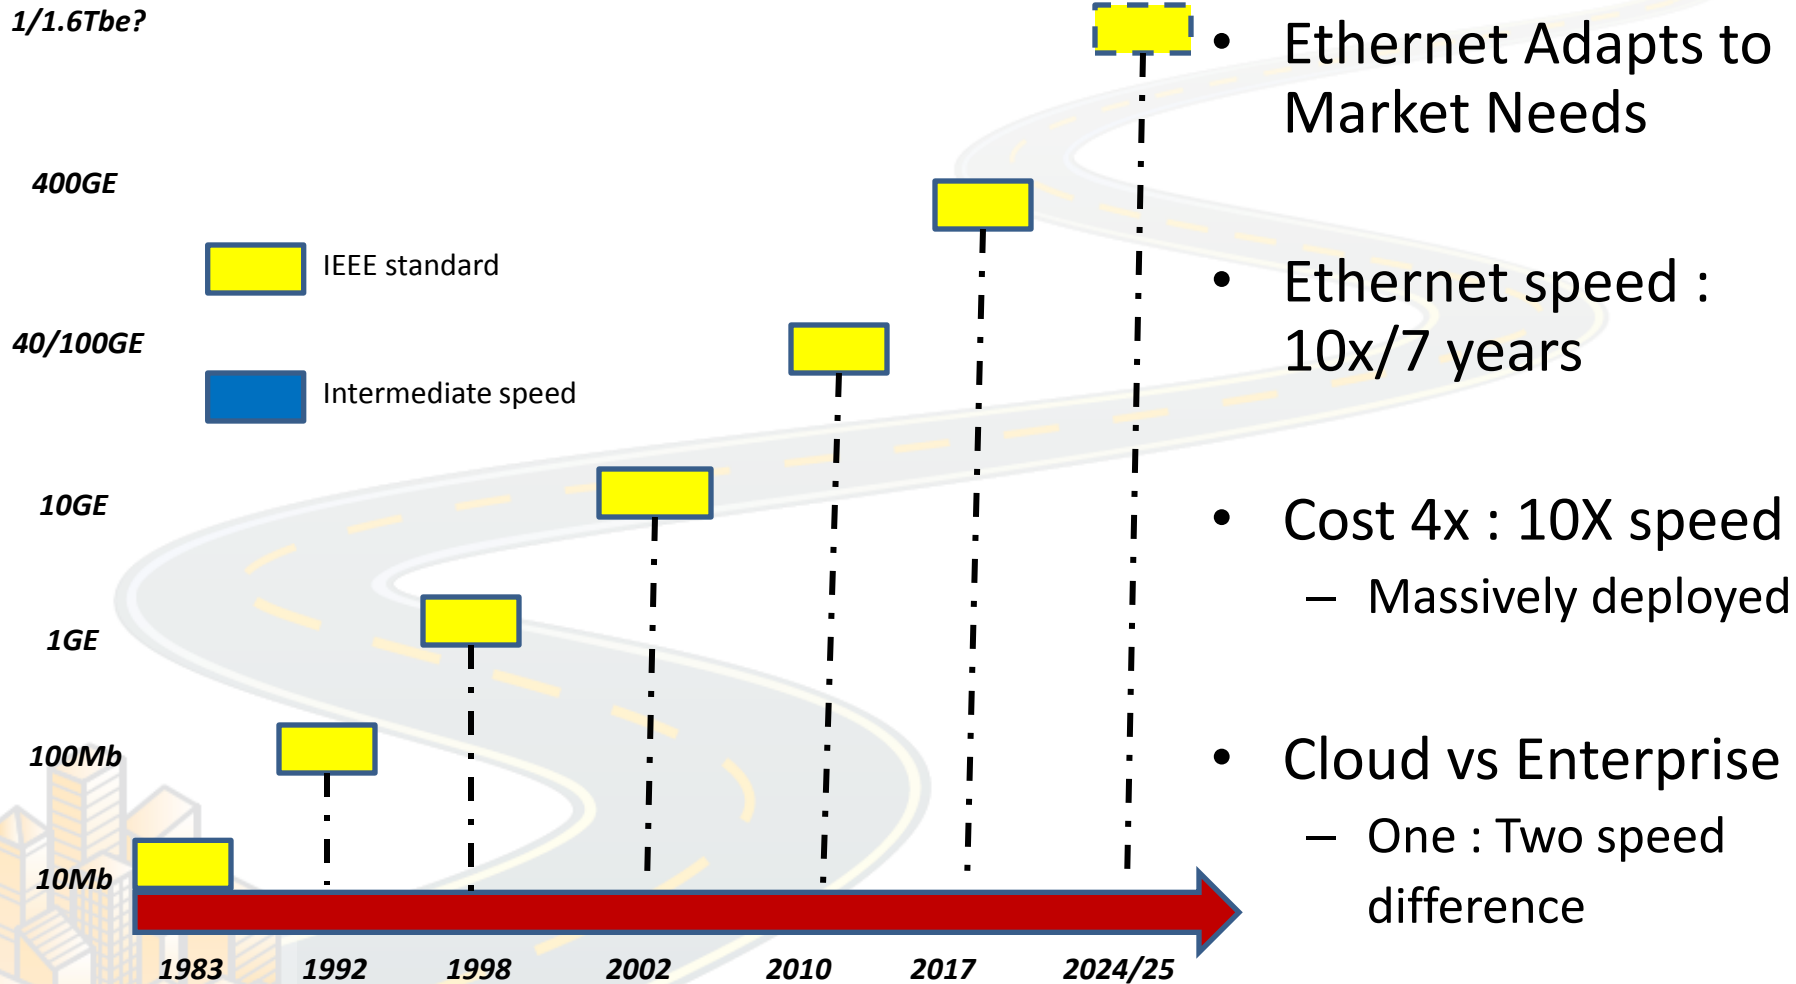 1/1.6Tbe?
400GE
IEEE standard
40/100GE
Intermediate speed
10GE
1GE
100Mb
10Mb
1983 1992 1998 2002 2010 2017 2024/25
• Ethernet Adapts to
Market Needs
• Ethernet speed :
10x/7 years
• Cost 4x : 10X speed
– Massively deployed
• Cloud vs Enterprise
– One : Two speed
difference